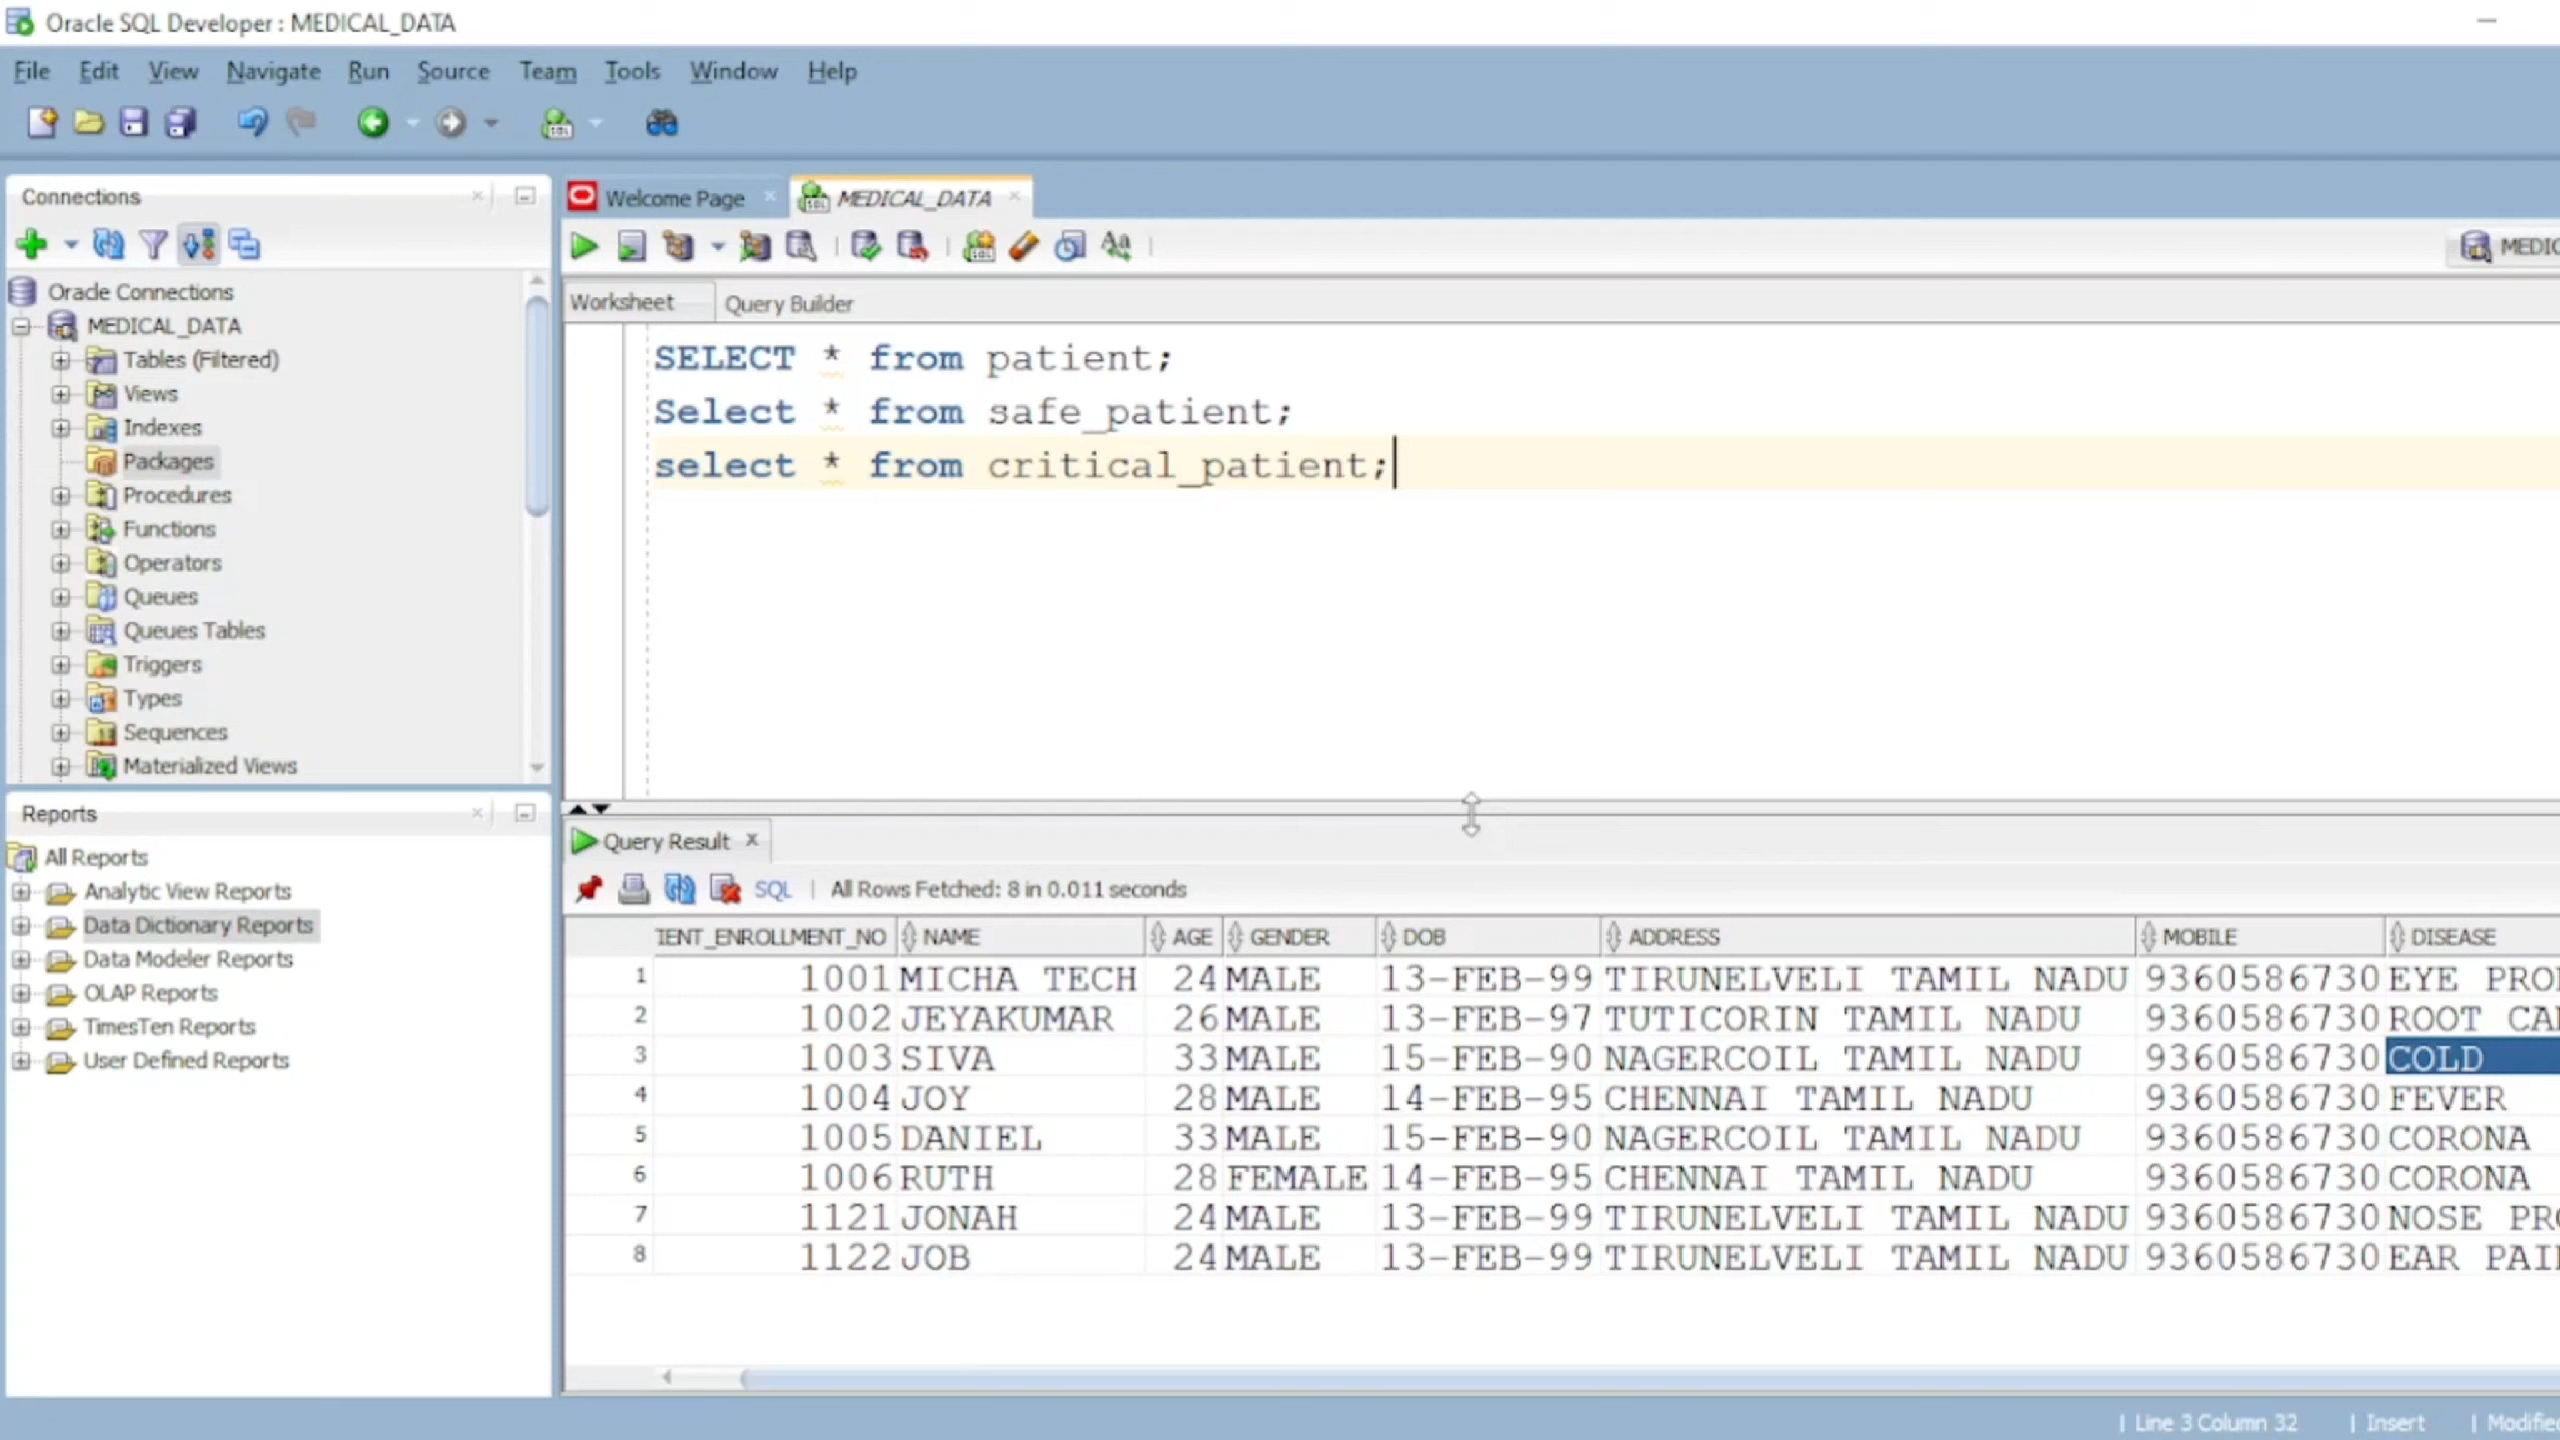 Oracle SQL Developer : MEDICAL_DATA
File Edit View Navigate Run Source Team Tools Window Help
Connections
Oracle Connections
MEDICAL_DATA
Tables (Filtered)
Views
Indexes
Packages
Procedures
Functions
Operators
Queues
Queues Tables
Triggers
Types
Sequences
Materialized Views
Reports
All Reports
Analytic View Reports
Data Dictionary Reports
Data Modeler Reports
OLAP Reports
TimesTen Reports
User Defined Reports
Welcome Page MEDICAL_DATA
MEDIC
Worksheet Query Builder
SELECT * from patient;
Select * from safe_patient;
select * from critical_patient;
Query Result
SQL | All Rows Fetched: 8 in 0.011 seconds
IENT_ENROLLMENT_NO NAME AGE GENDER DOB ADDRESS MOBILE DISEASE
1 1001 MICHA TECH 24 MALE 13-FEB-99 TIRUNELVELI TAMIL NADU 9360586730 EYE PRO
2 1002 JEYAKUMAR 26 MALE 13-FEB-97 TUTICORIN TAMIL NADU 9360586730 ROOT CA
3 1003 SIVA 33 MALE 15-FEB-90 NAGERCOIL TAMIL NADU 9360586730 COLD
4 1004 JOY 28 MALE 14-FEB-95 CHENNAI TAMIL NADU 9360586730 FEVER
5 1005 DANIEL 33 MALE 15-FEB-90 NAGERCOIL TAMIL NADU 9360586730 CORONA
6 1006 RUTH 28 FEMALE 14-FEB-95 CHENNAI TAMIL NADU 9360586730 CORONA
7 1121 JONAH 24 MALE 13-FEB-99 TIRUNELVELI TAMIL NADU 9360586730 NOSE PRO
8 1122 JOB 24 MALE 13-FEB-99 TIRUNELVELI TAMIL NADU 9360586730 EAR PAI
| Line 3 Column 32 | Insert | Modified